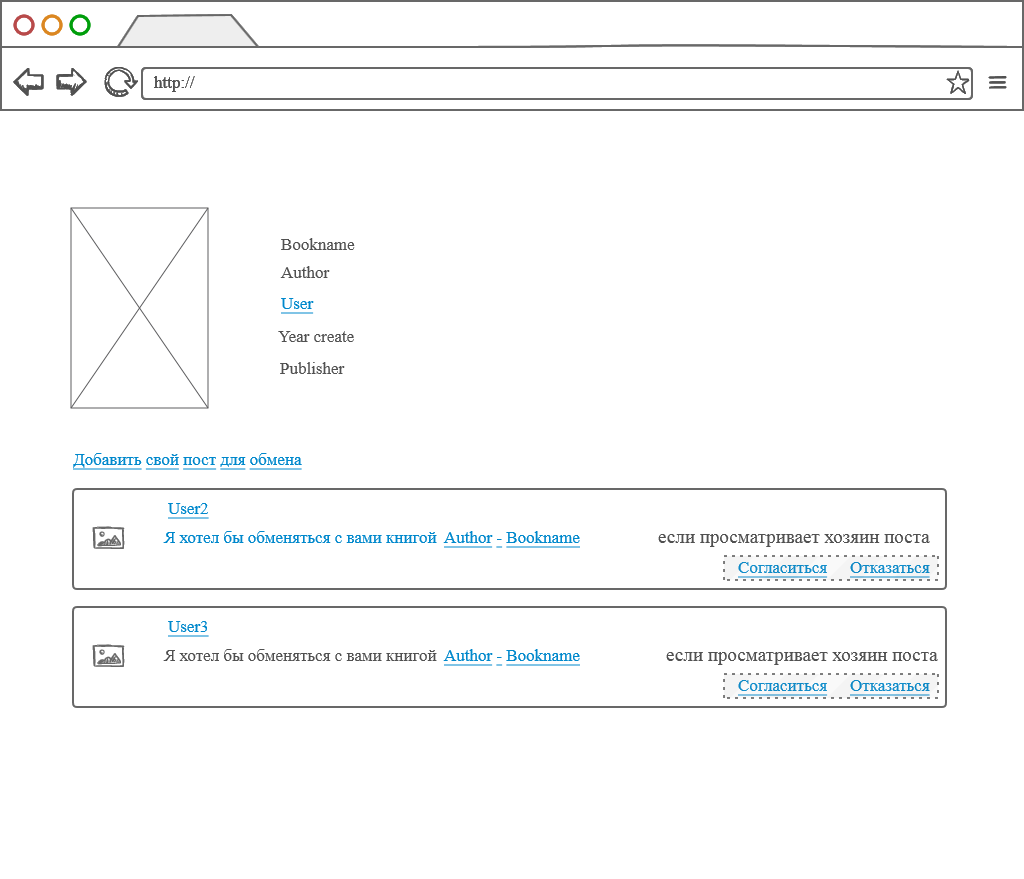 http://
Bookname
Author
User
Year create
Publisher
Добавить свой пост для обмена
User2
Я хотел бы обменяться с вами книгой Author - Bookname
если просматривает хозяин поста
Согласиться Отказаться
User3
Я хотел бы обменяться с вами книгой Author - Bookname
если просматривает хозяин поста
Согласиться Отказаться